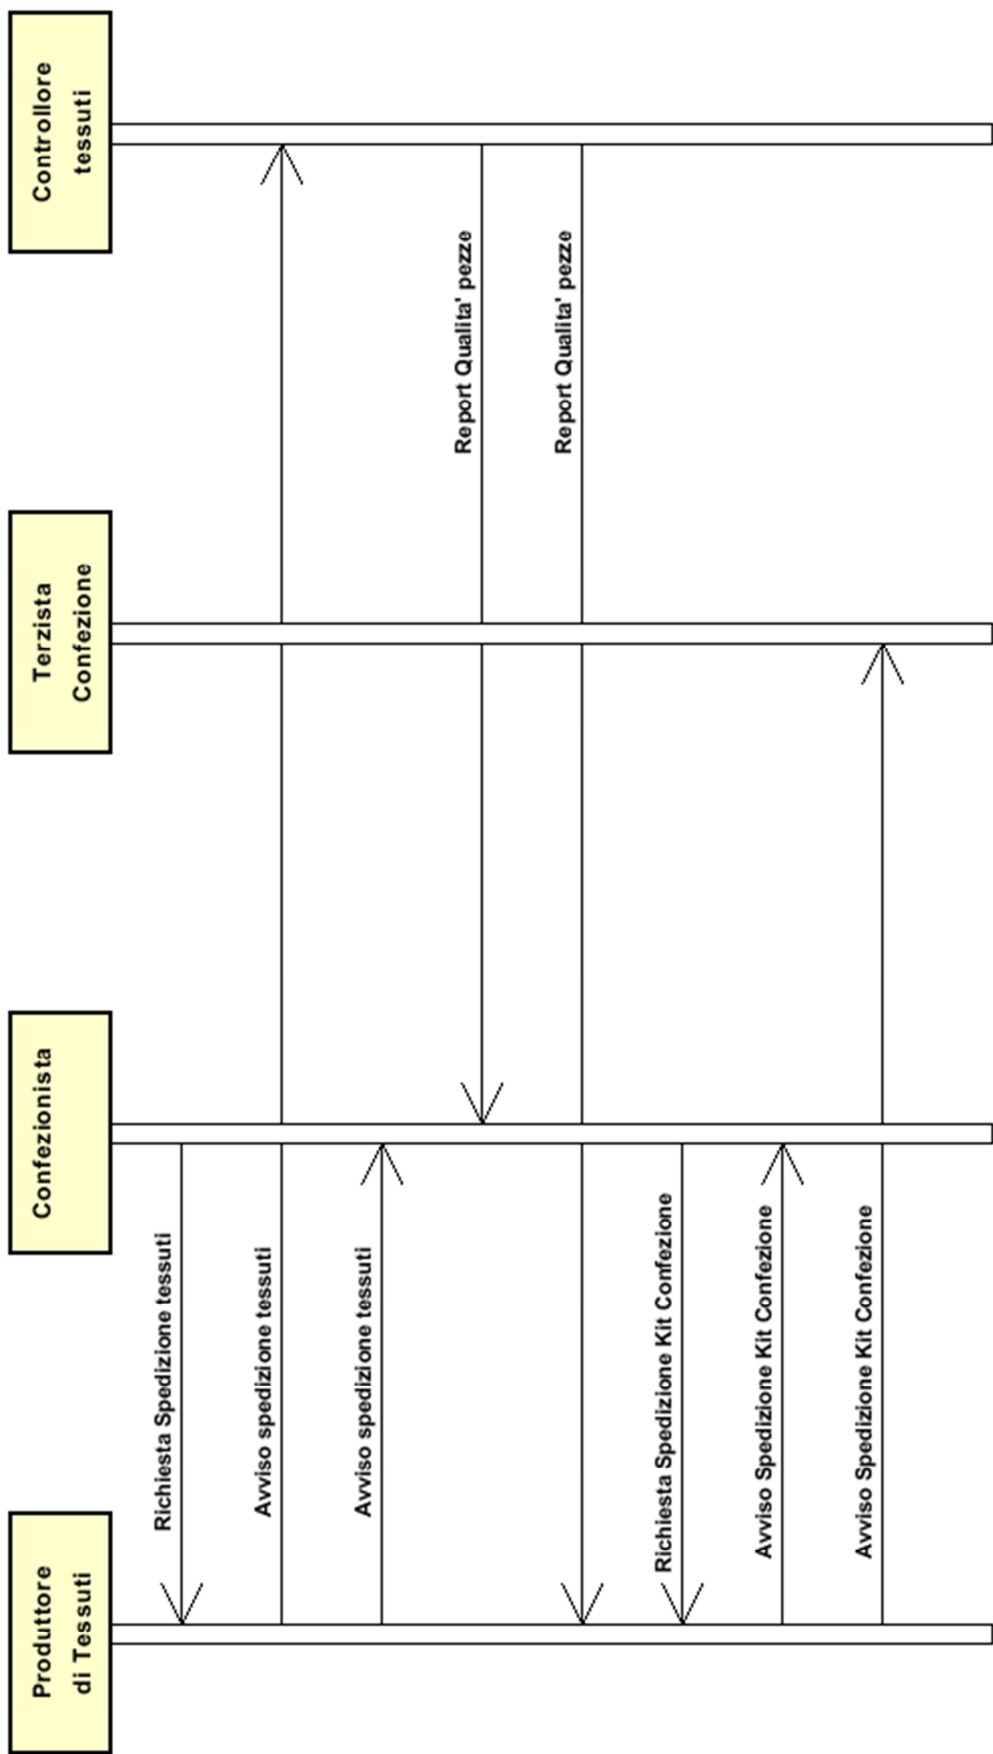 Produttore
di Tessuti
Confezionista
Terzista
Confezione
Controllore
tessuti
Richiesta Spedizione tessuti
Avviso spedizione tessuti
Avviso spedizione tessuti
Report Qualita' pezze
Report Qualita' pezze
Richiesta Spedizione Kit Confezione
Avviso Spedizione Kit Confezione
Avviso Spedizione Kit Confezione